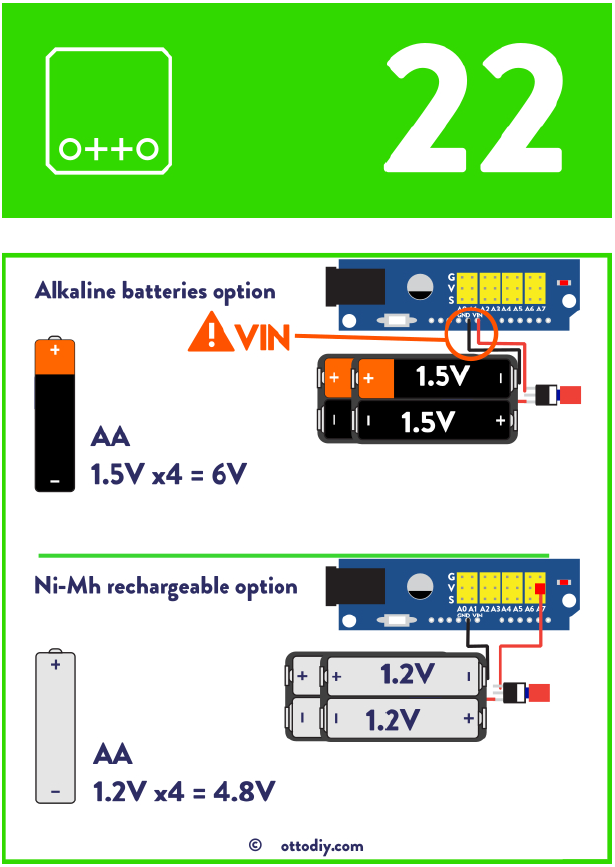 22
o++o
Alkaline batteries option
VIN
G
V
S
A0 A1 A2 A3 A4 A5 A6 A7
GND VIN
+
+ + 1.5V –
– – 1.5V +
–
AA
1.5V x4 = 6V
Ni-Mh rechargeable option
G
V
S
A0 A1 A2 A3 A4 A5 A6 A7
GND VIN
+
+ + 1.2V –
– – 1.2V +
–
AA
1.2V x4 = 4.8V
© ottodiy.com